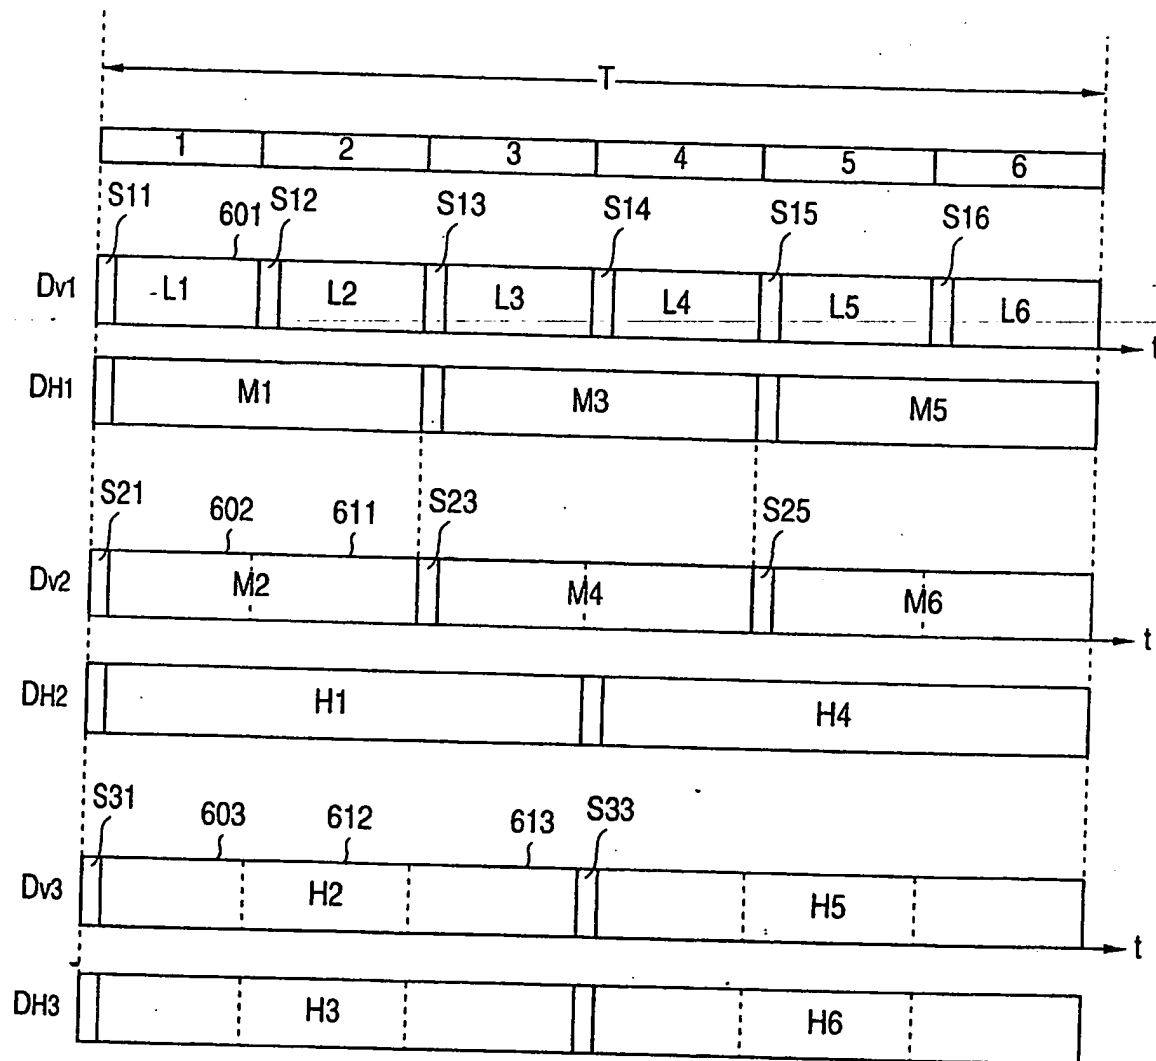 T
1 2 3 4 5 6
S11 601 S12 S13 S14 S15 S16
Dv1 L1 L2 L3 L4 L5 L6 t
DH1 M1 M3 M5
S21 602 611 S23 S25
Dv2 M2 M4 M6 t
DH2 H1 H4
S31 603 612 613 S33
Dv3 H2 H5 t
DH3 H3 H6